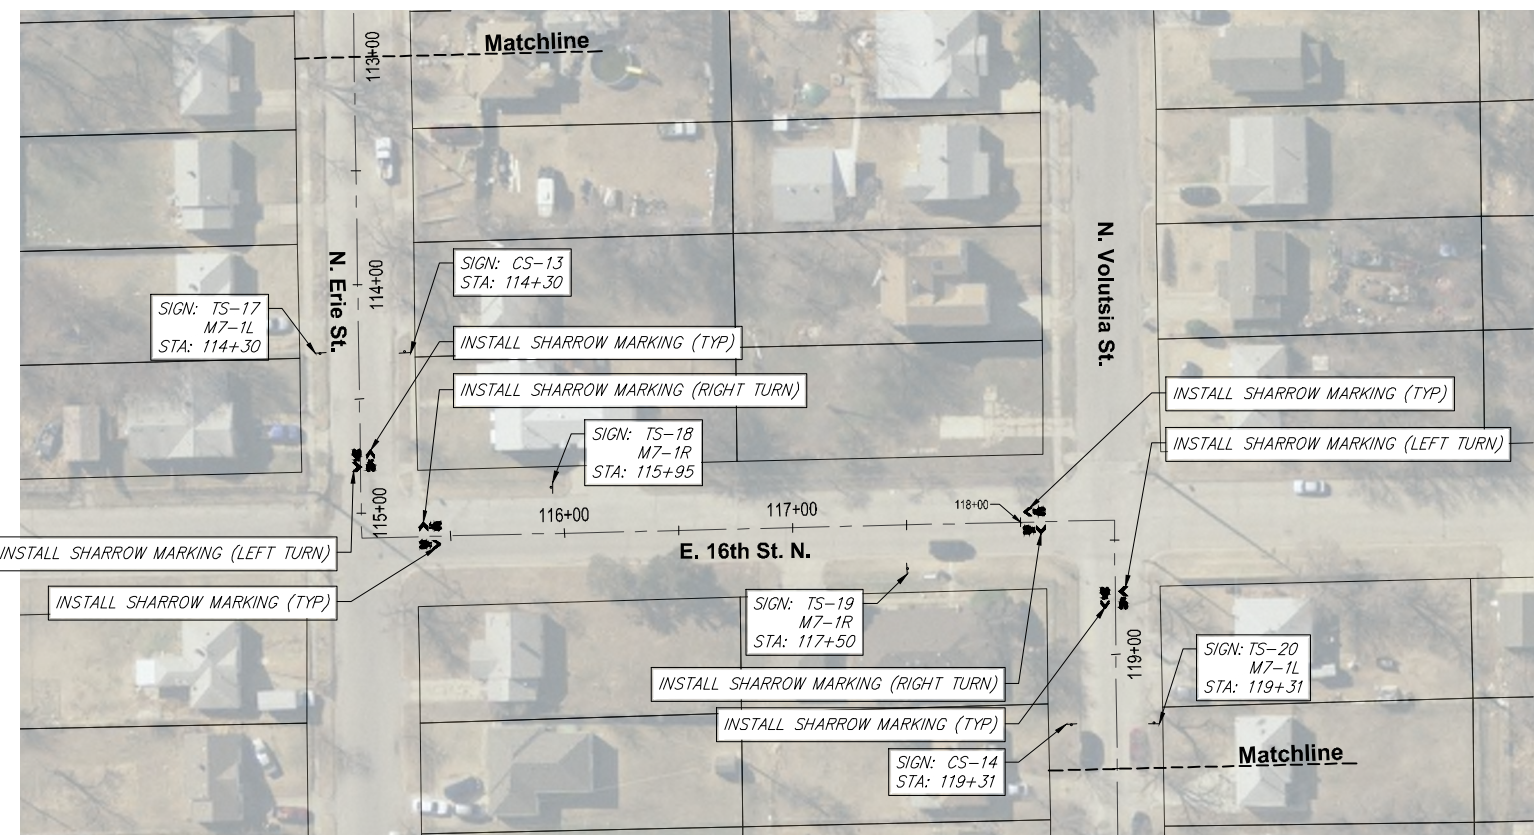 Matchline
113+00
N. Erie St.
114+00
N. Volutsia St.
SIGN: CS-13
STA: 114+30
SIGN: TS-17
M7-1L
STA: 114+30
INSTALL SHARROW MARKING (TYP)
INSTALL SHARROW MARKING (RIGHT TURN)
INSTALL SHARROW MARKING (TYP)
SIGN: TS-18
M7-1R
STA: 115+95
INSTALL SHARROW MARKING (LEFT TURN)
115+00
116+00
117+00
118+00
E. 16th St. N.
INSTALL SHARROW MARKING (LEFT TURN)
INSTALL SHARROW MARKING (TYP)
SIGN: TS-19
M7-1R
STA: 117+50
119+00
SIGN: TS-20
M7-1L
STA: 119+31
INSTALL SHARROW MARKING (RIGHT TURN)
INSTALL SHARROW MARKING (TYP)
SIGN: CS-14
STA: 119+31
Matchline